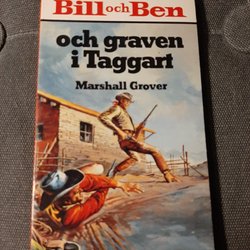 Bill och Ben
och graven
i Taggart
Marshall Grover